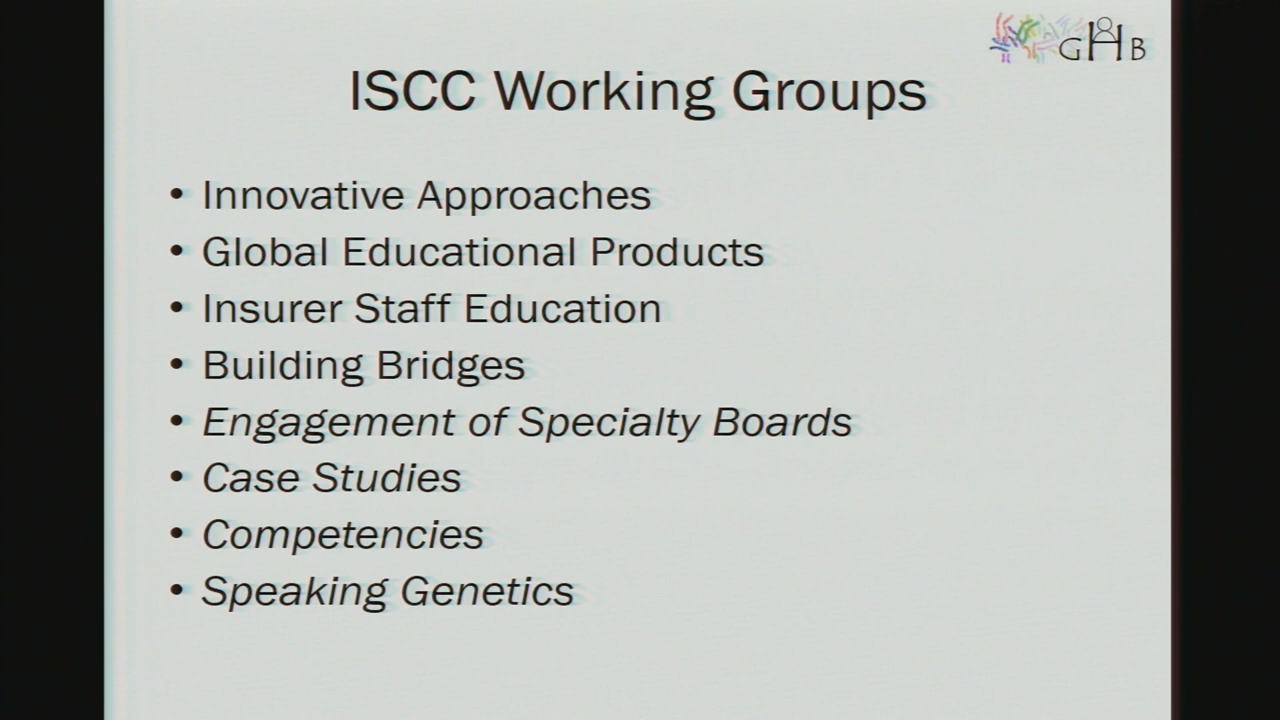 GHB
ISCC Working Groups
• Innovative Approaches
• Global Educational Products
• Insurer Staff Education
• Building Bridges
• Engagement of Specialty Boards
• Case Studies
• Competencies
• Speaking Genetics